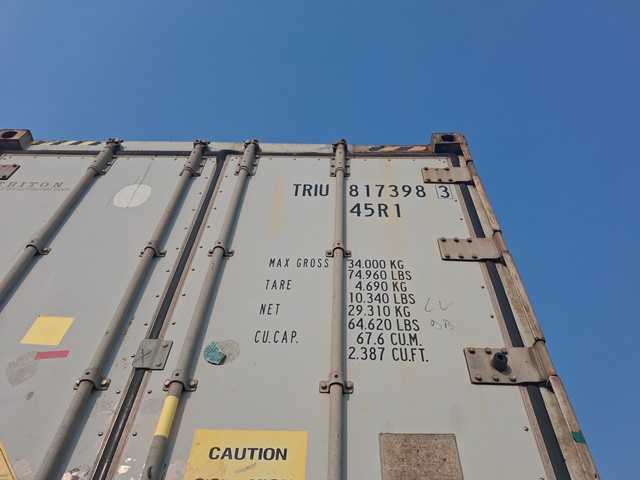 TRITON
TRIU 817398 3
45R1
MAX GROSS 34.000 KG
74.960 LBS
TARE 4.690 KG
10.340 LBS
NET 29.310 KG
64.620 LBS
CU.CAP. 67.6 CU.M.
2.387 CU.FT.
CAUTION